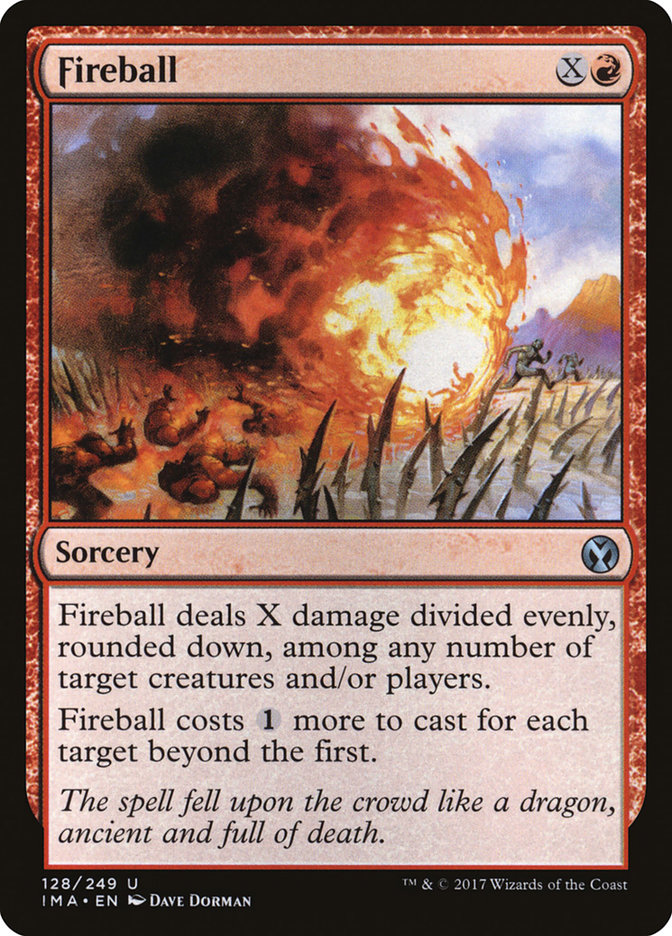 Fireball
X
Sorcery
Fireball deals X damage divided evenly,
rounded down, among any number of
target creatures and/or players.
Fireball costs 1 more to cast for each
target beyond the first.
The spell fell upon the crowd like a dragon,
ancient and full of death.
128/249 U
™ & © 2017 Wizards of the Coast
IMA • EN Dave Dorman